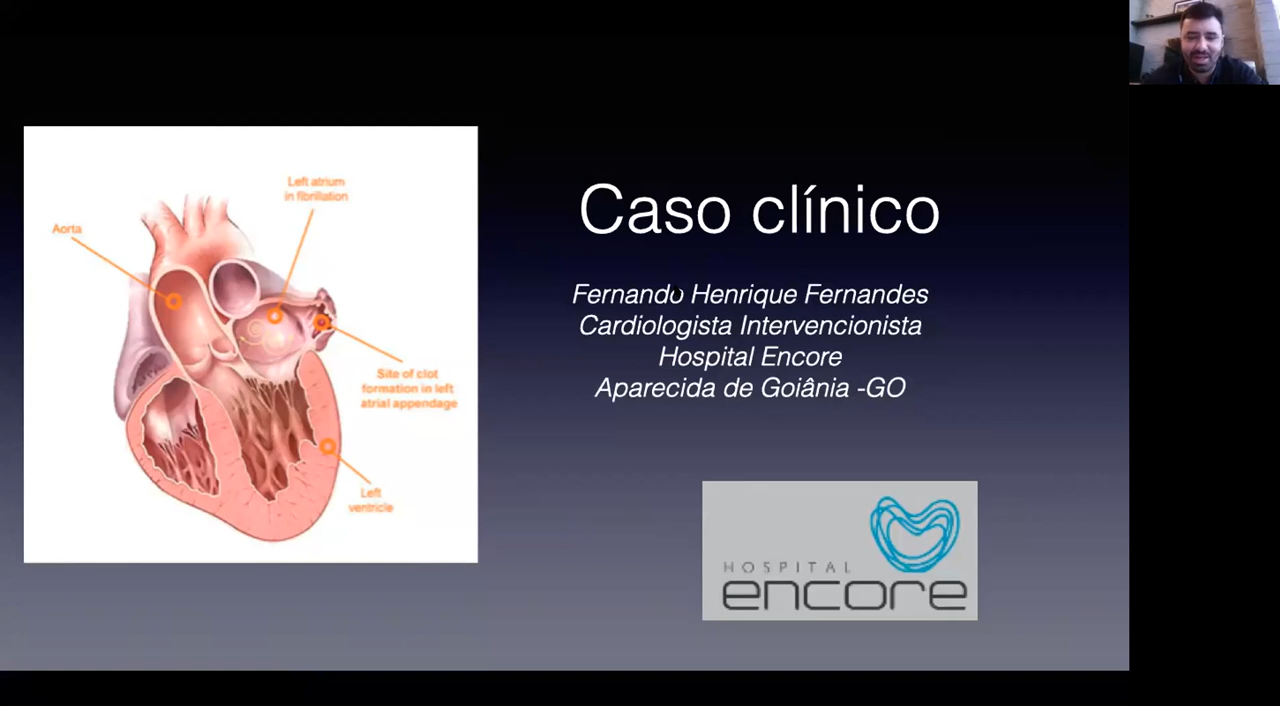 Left atrium
in fibrillation
Aorta
Site of clot
formation in left
atrial appendage
Left
ventricle
Caso clínico
Fernando Henrique Fernandes
Cardiologista Intervencionista
Hospital Encore
Aparecida de Goiânia -GO
HOSPITAL
encore